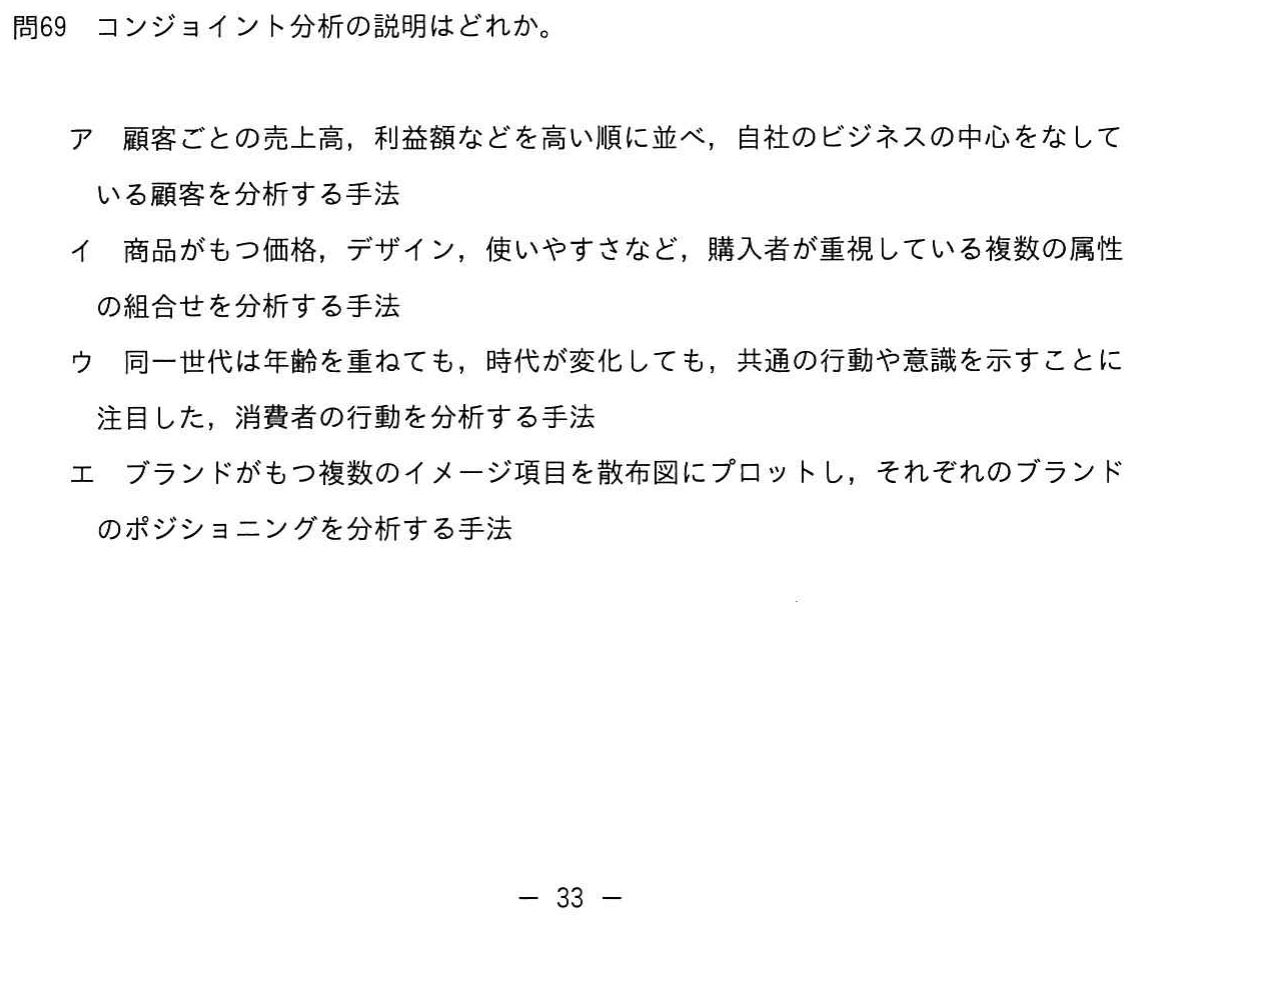 問69 コンジョイント分析の説明はどれか。
ア 顧客ごとの売上高，利益額などを高い順に並べ，自社のビジネスの中心をなして
いる顧客を分析する手法
イ 商品がもつ価格，デザイン，使いやすさなど，購入者が重視している複数の属性
の組合せを分析する手法
ウ 同一世代は年齢を重ねても，時代が変化しても，共通の行動や意識を示すことに
注目した，消費者の行動を分析する手法
エ ブランドがもつ複数のイメージ項目を散布図にプロットし，それぞれのブランド
のポジショニングを分析する手法
― 33 ―